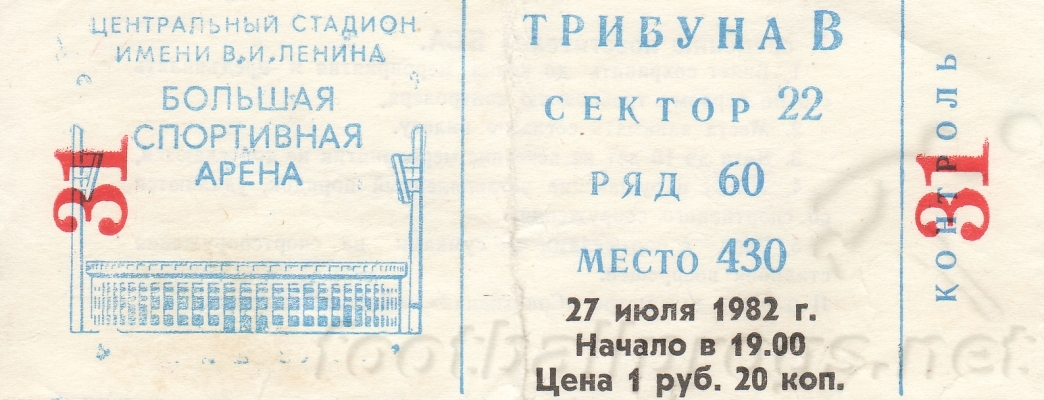 ЦЕНТРАЛЬНЫЙ СТАДИОН
ИМЕНИ В.И.ЛЕНИНА
БОЛЬШАЯ
СПОРТИВНАЯ
АРЕНА
31
ТРИБУНА В
СЕКТОР 22
РЯД 60
МЕСТО 430
27 июля 1982 г.
Начало в 19.00
Цена 1 руб. 20 коп.
КОНТРОЛЬ
31